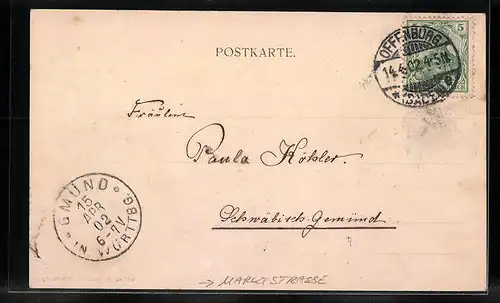 POSTKARTE.
5
OFFENBURG
14.4.02.4-5N.
* (BADEN)
Fräulein
Paula Köhler.
Schwäbisch-Gemünd
* GMÜND *
15
APR
02
6-7V
IN WÜRTTBG.
→ MARKTSTRASSE